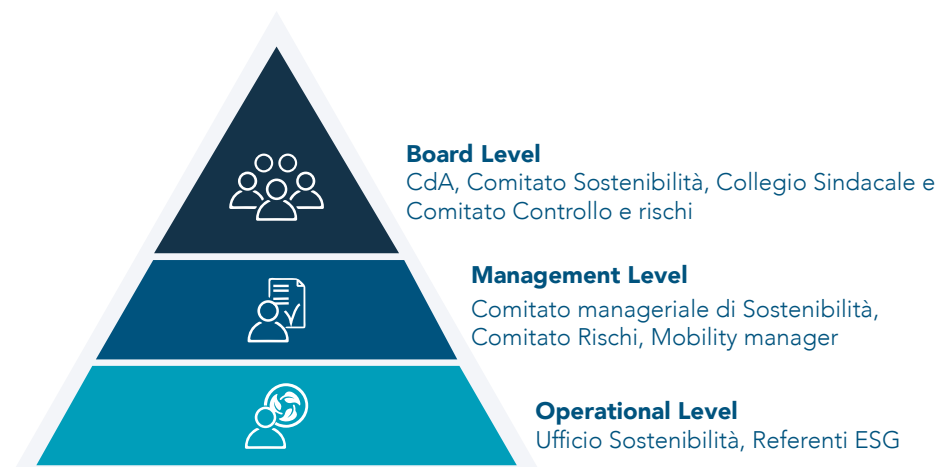 Board Level
CdA, Comitato Sostenibilità, Collegio Sindacale e
Comitato Controllo e rischi
Management Level
Comitato manageriale di Sostenibilità,
Comitato Rischi, Mobility manager
Operational Level
Ufficio Sostenibilità, Referenti ESG